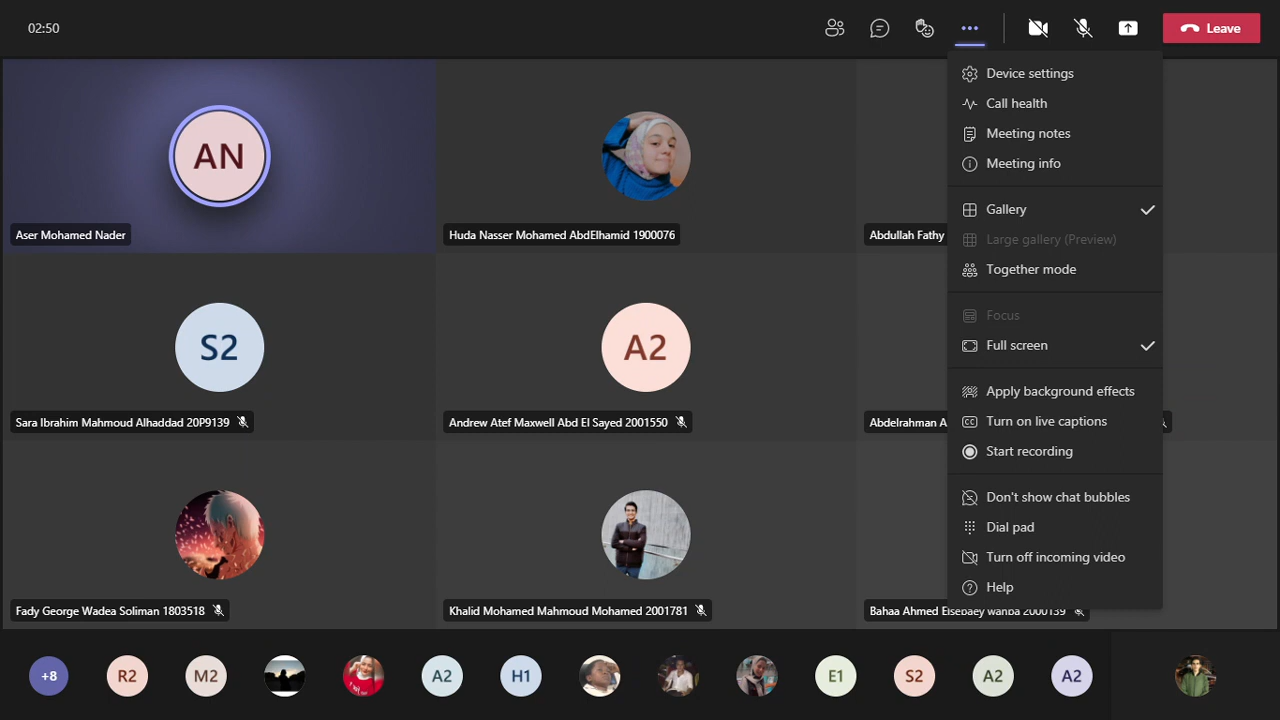 02:50
Leave
Device settings
Call health
Meeting notes
Meeting info
Gallery
Large gallery (Preview)
Together mode
Focus
Full screen
Apply background effects
Turn on live captions
Start recording
Don't show chat bubbles
Dial pad
Turn off incoming video
Help
AN
Aser Mohamed Nader
Huda Nasser Mohamed AbdElhamid 1900076
Abdullah Fathy
S2
A2
Sara Ibrahim Mahmoud Alhaddad 20P9139
Andrew Atef Maxwell Abd El Sayed 2001550
Abdelrahman A
Fady George Wadea Soliman 1803518
Khalid Mohamed Mahmoud Mohamed 2001781
Bahaa Ahmed Elsebaey wahba 2000139
+8
R2
M2
A2
H1
E1
S2
A2
A2